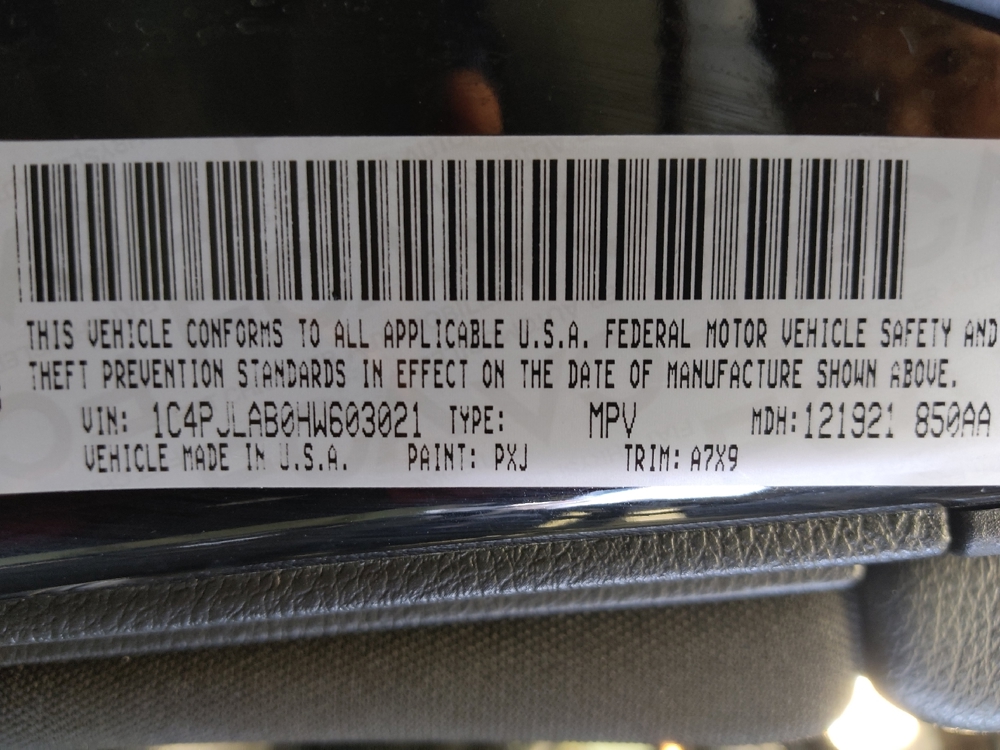 THIS VEHICLE CONFORMS TO ALL APPLICABLE U.S.A. FEDERAL MOTOR VEHICLE SAFETY AND
THEFT PREVENTION STANDARDS IN EFFECT ON THE DATE OF MANUFACTURE SHOWN ABOVE.
VIN: 1C4PJLAB0HW603021 TYPE: MPV MDH: 121921 850AA
VEHICLE MADE IN U.S.A. PAINT: PXJ TRIM: A7X9